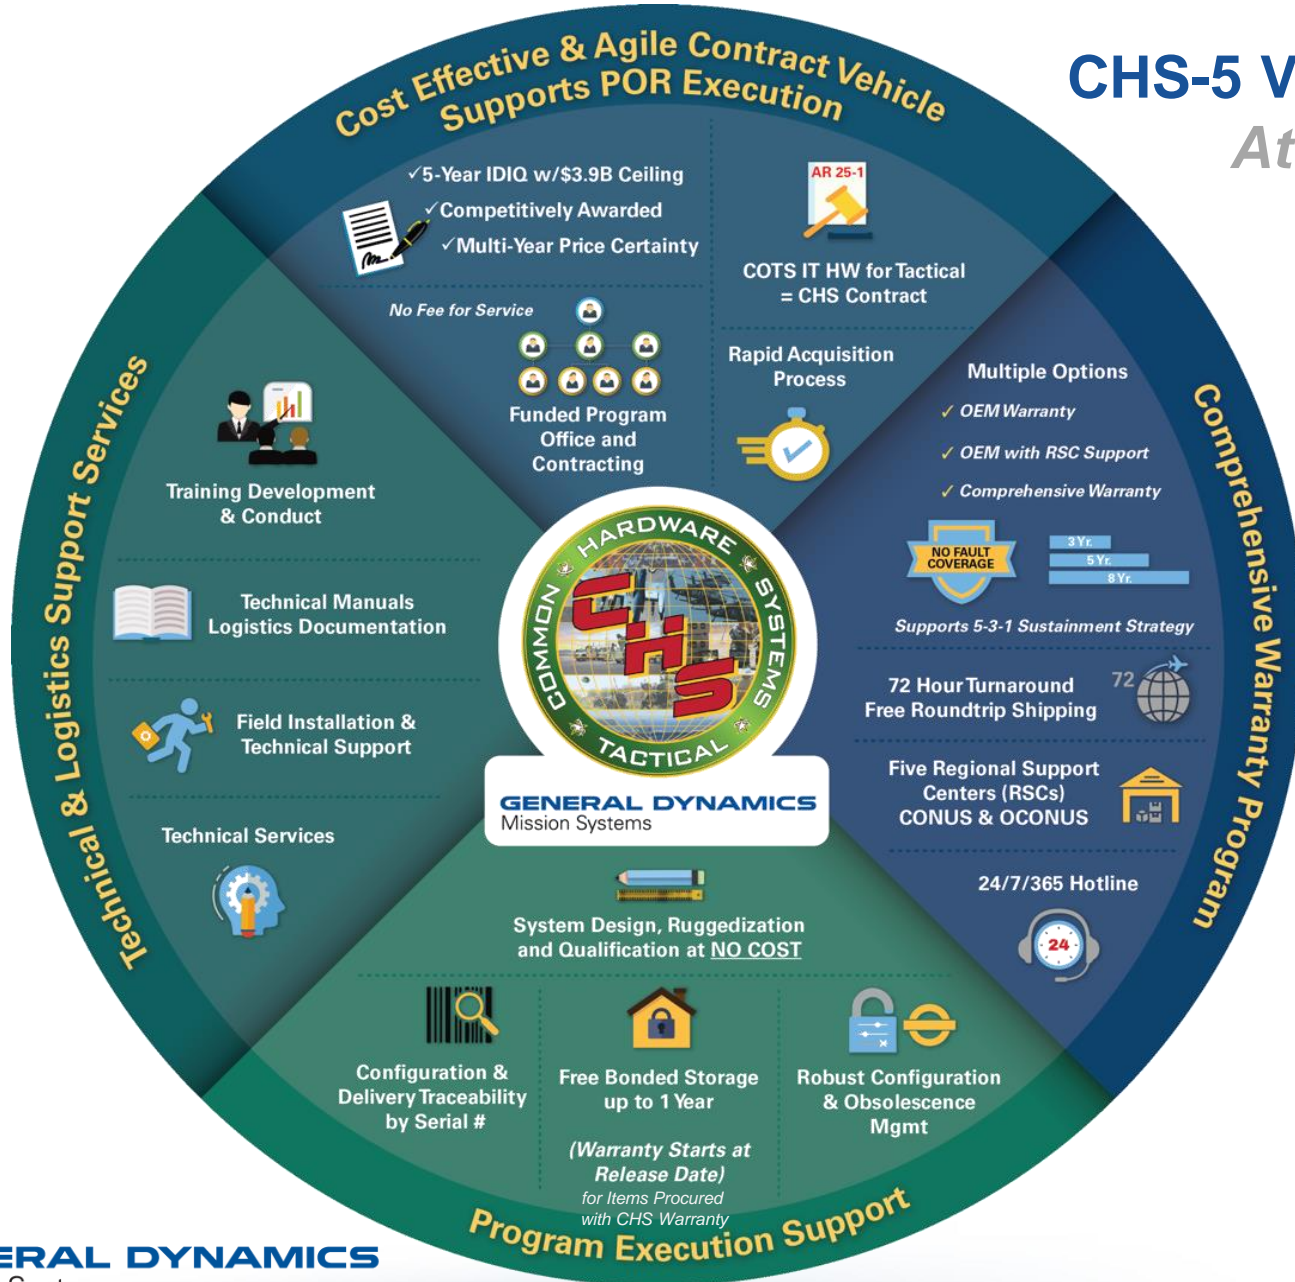 CHS-5 V
At
Cost Effective & Agile Contract Vehicle
Supports POR Execution
✓5-Year IDIQ w/$3.9B Ceiling
✓Competitively Awarded
✓Multi-Year Price Certainty
AR 25-1
COTS IT HW for Tactical
= CHS Contract
No Fee for Service
Funded Program
Office and
Contracting
Rapid Acquisition
Process
Comprehensive Warranty Program
Multiple Options
✓ OEM Warranty
✓ OEM with RSC Support
✓ Comprehensive Warranty
NO FAULT
COVERAGE
3 Yr.
5 Yr.
8 Yr.
Supports 5-3-1 Sustainment Strategy
72 Hour Turnaround
Free Roundtrip Shipping
72
Five Regional Support
Centers (RSCs)
CONUS & OCONUS
24/7/365 Hotline
24
Technical & Logistics Support Services
Training Development
& Conduct
Technical Manuals
Logistics Documentation
Field Installation &
Technical Support
Technical Services
COMMON HARDWARE SYSTEMS
TACTICAL
CHS
GENERAL DYNAMICS
Mission Systems
System Design, Ruggedization
and Qualification at NO COST
Configuration &
Delivery Traceability
by Serial #
Free Bonded Storage
up to 1 Year
(Warranty Starts at
Release Date)
for Items Procured
with CHS Warranty
Robust Configuration
& Obsolescence
Mgmt
Program Execution Support
ERAL DYNAMICS